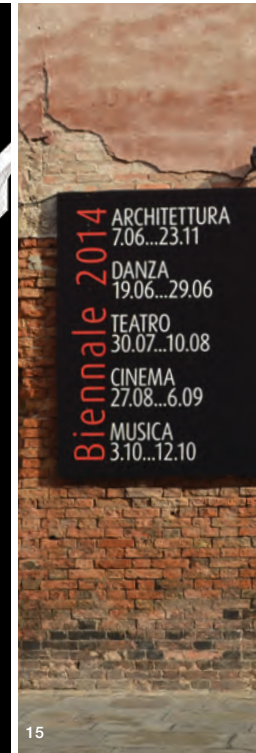 Biennale 2014
ARCHITETTURA
7.06...23.11
DANZA
19.06...29.06
TEATRO
30.07...10.08
CINEMA
27.08...6.09
MUSICA
3.10...12.10
15